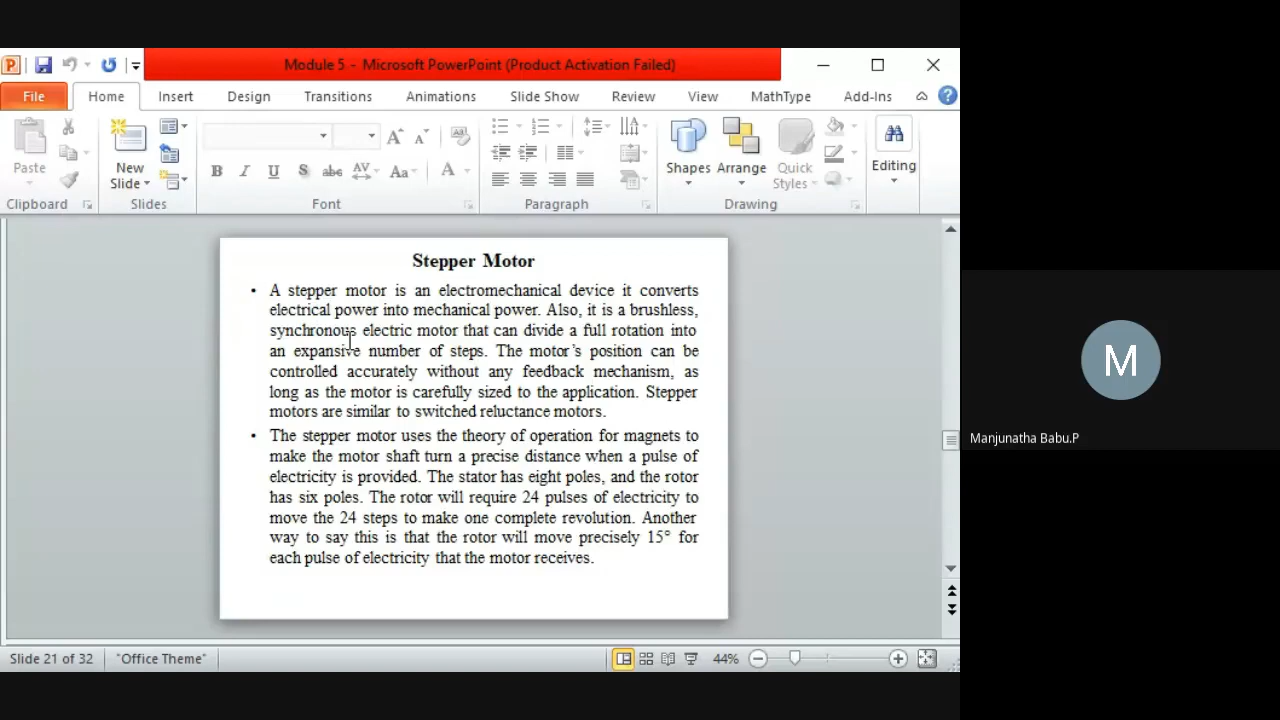 Module 5 - Microsoft PowerPoint (Product Activation Failed)
File Home Insert Design Transitions Animations Slide Show Review View MathType Add-Ins
Paste
New
Slide
Shapes Arrange Quick
Styles
Editing
Clipboard Slides Font Paragraph Drawing
Stepper Motor
• A stepper motor is an electromechanical device it converts
electrical power into mechanical power. Also, it is a brushless,
synchronous electric motor that can divide a full rotation into
an expansive number of steps. The motor's position can be
controlled accurately without any feedback mechanism, as
long as the motor is carefully sized to the application. Stepper
motors are similar to switched reluctance motors.
• The stepper motor uses the theory of operation for magnets to
make the motor shaft turn a precise distance when a pulse of
electricity is provided. The stator has eight poles, and the rotor
has six poles. The rotor will require 24 pulses of electricity to
move the 24 steps to make one complete revolution. Another
way to say this is that the rotor will move precisely 15° for
each pulse of electricity that the motor receives.
Slide 21 of 32 "Office Theme" 44%
M
Manjunatha Babu.P